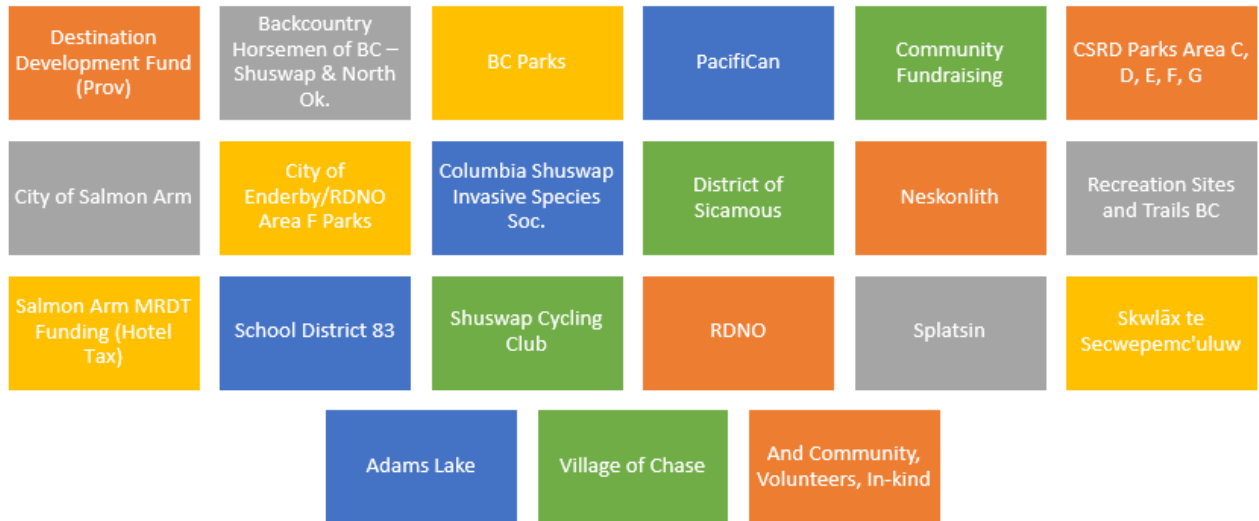 Destination
Development Fund
(Prov)
Backcountry
Horsemen of BC –
Shuswap & North
Ok.
BC Parks
PacifiCan
Community
Fundraising
CSRD Parks Area C,
D, E, F, G
City of Salmon Arm
City of
Enderby/RDNO
Area F Parks
Columbia Shuswap
Invasive Species
Soc.
District of
Sicamous
Neskonlith
Recreation Sites
and Trails BC
Salmon Arm MRDT
Funding (Hotel
Tax)
School District 83
Shuswap Cycling
Club
RDNO
Splatsin
Skwlāx te
Secwepemc'uluw
Adams Lake
Village of Chase
And Community,
Volunteers, In-kind